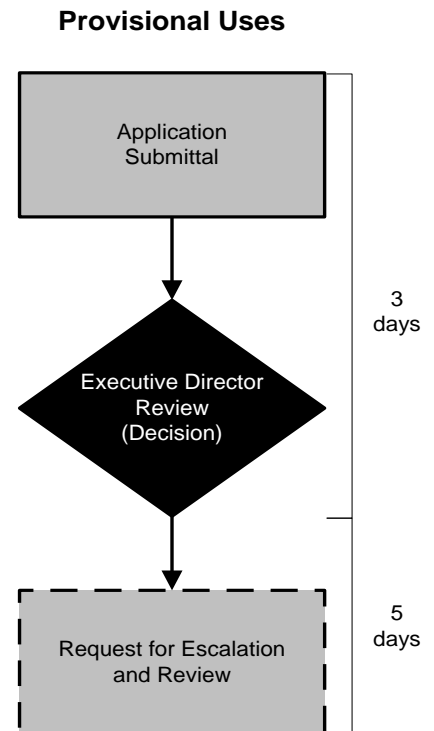 Provisional Uses
Application
Submittal
3
days
Executive Director
Review
(Decision)
5
days
Request for Escalation
and Review